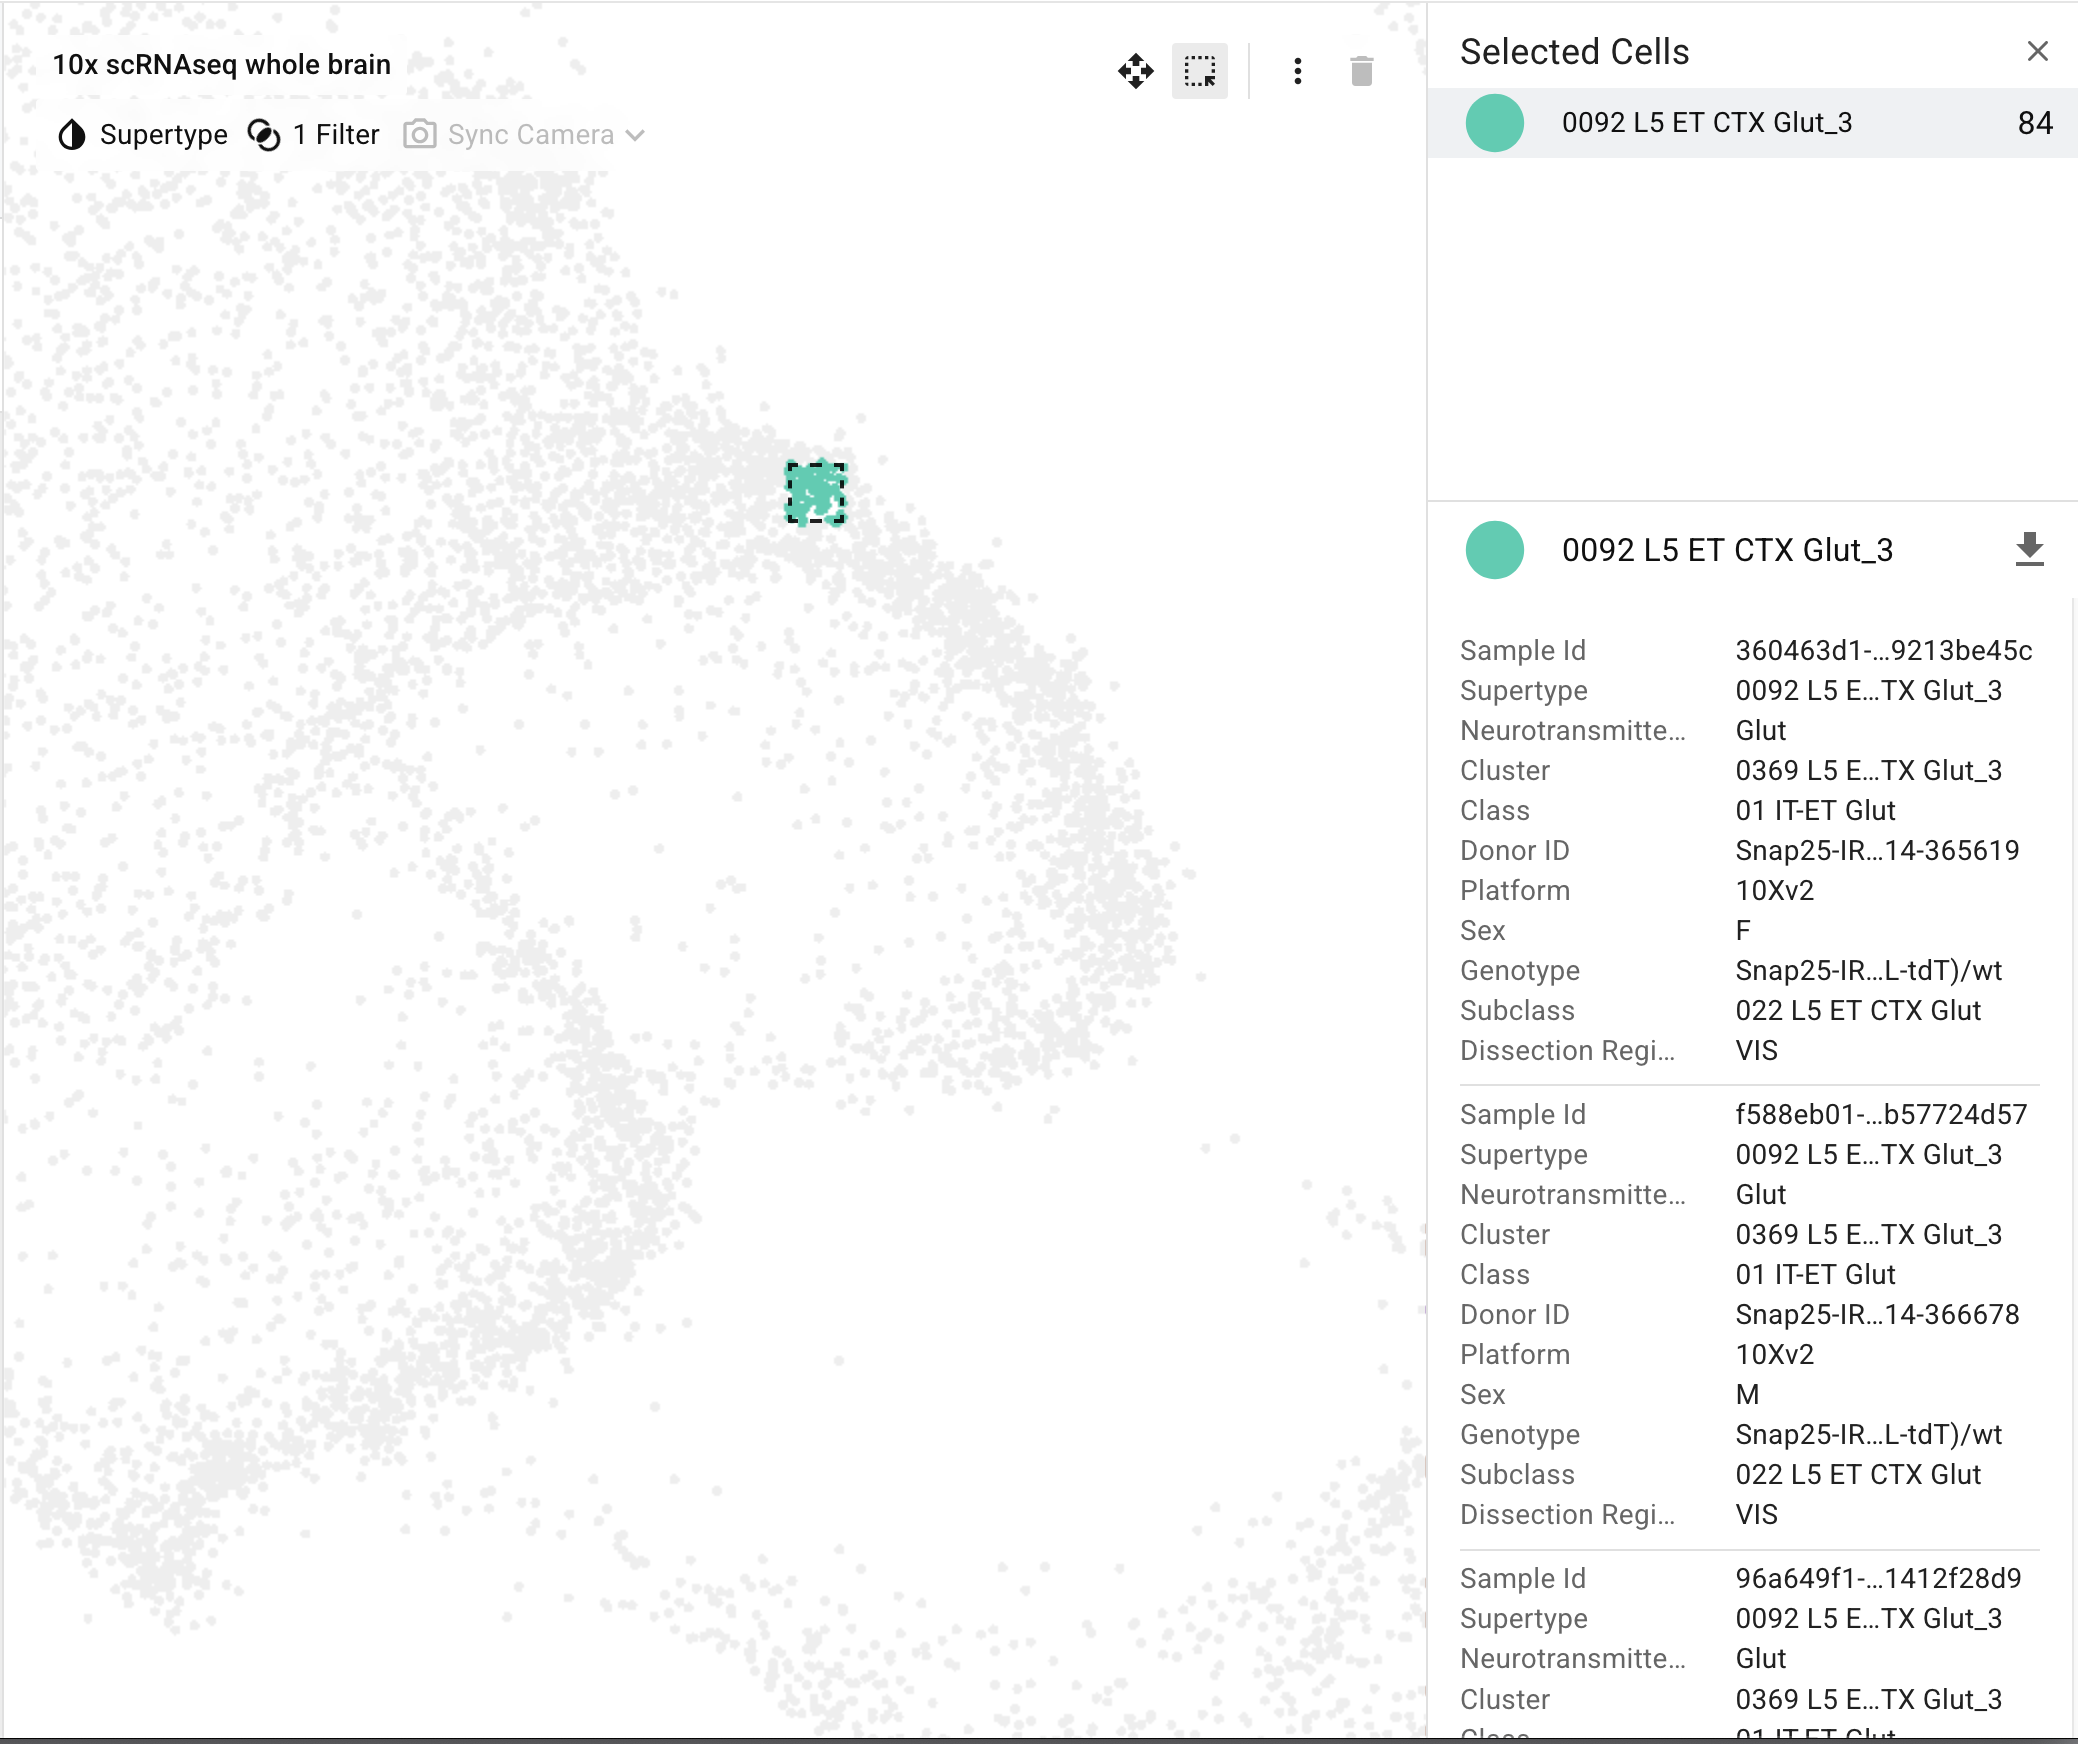 10x scRNAseq whole brain
Supertype 1 Filter Sync Camera
Selected Cells
0092 L5 ET CTX Glut_3 84
0092 L5 ET CTX Glut_3
Sample Id 360463d1-...9213be45c
Supertype 0092 L5 E...TX Glut_3
Neurotransmitte... Glut
Cluster 0369 L5 E...TX Glut_3
Class 01 IT-ET Glut
Donor ID Snap25-IR...14-365619
Platform 10Xv2
Sex F
Genotype Snap25-IR...L-tdT)/wt
Subclass 022 L5 ET CTX Glut
Dissection Regi... VIS
Sample Id f588eb01-...b57724d57
Supertype 0092 L5 E...TX Glut_3
Neurotransmitte... Glut
Cluster 0369 L5 E...TX Glut_3
Class 01 IT-ET Glut
Donor ID Snap25-IR...14-366678
Platform 10Xv2
Sex M
Genotype Snap25-IR...L-tdT)/wt
Subclass 022 L5 ET CTX Glut
Dissection Regi... VIS
Sample Id 96a649f1-...1412f28d9
Supertype 0092 L5 E...TX Glut_3
Neurotransmitte... Glut
Cluster 0369 L5 E...TX Glut_3
Class 01 IT-ET Glut